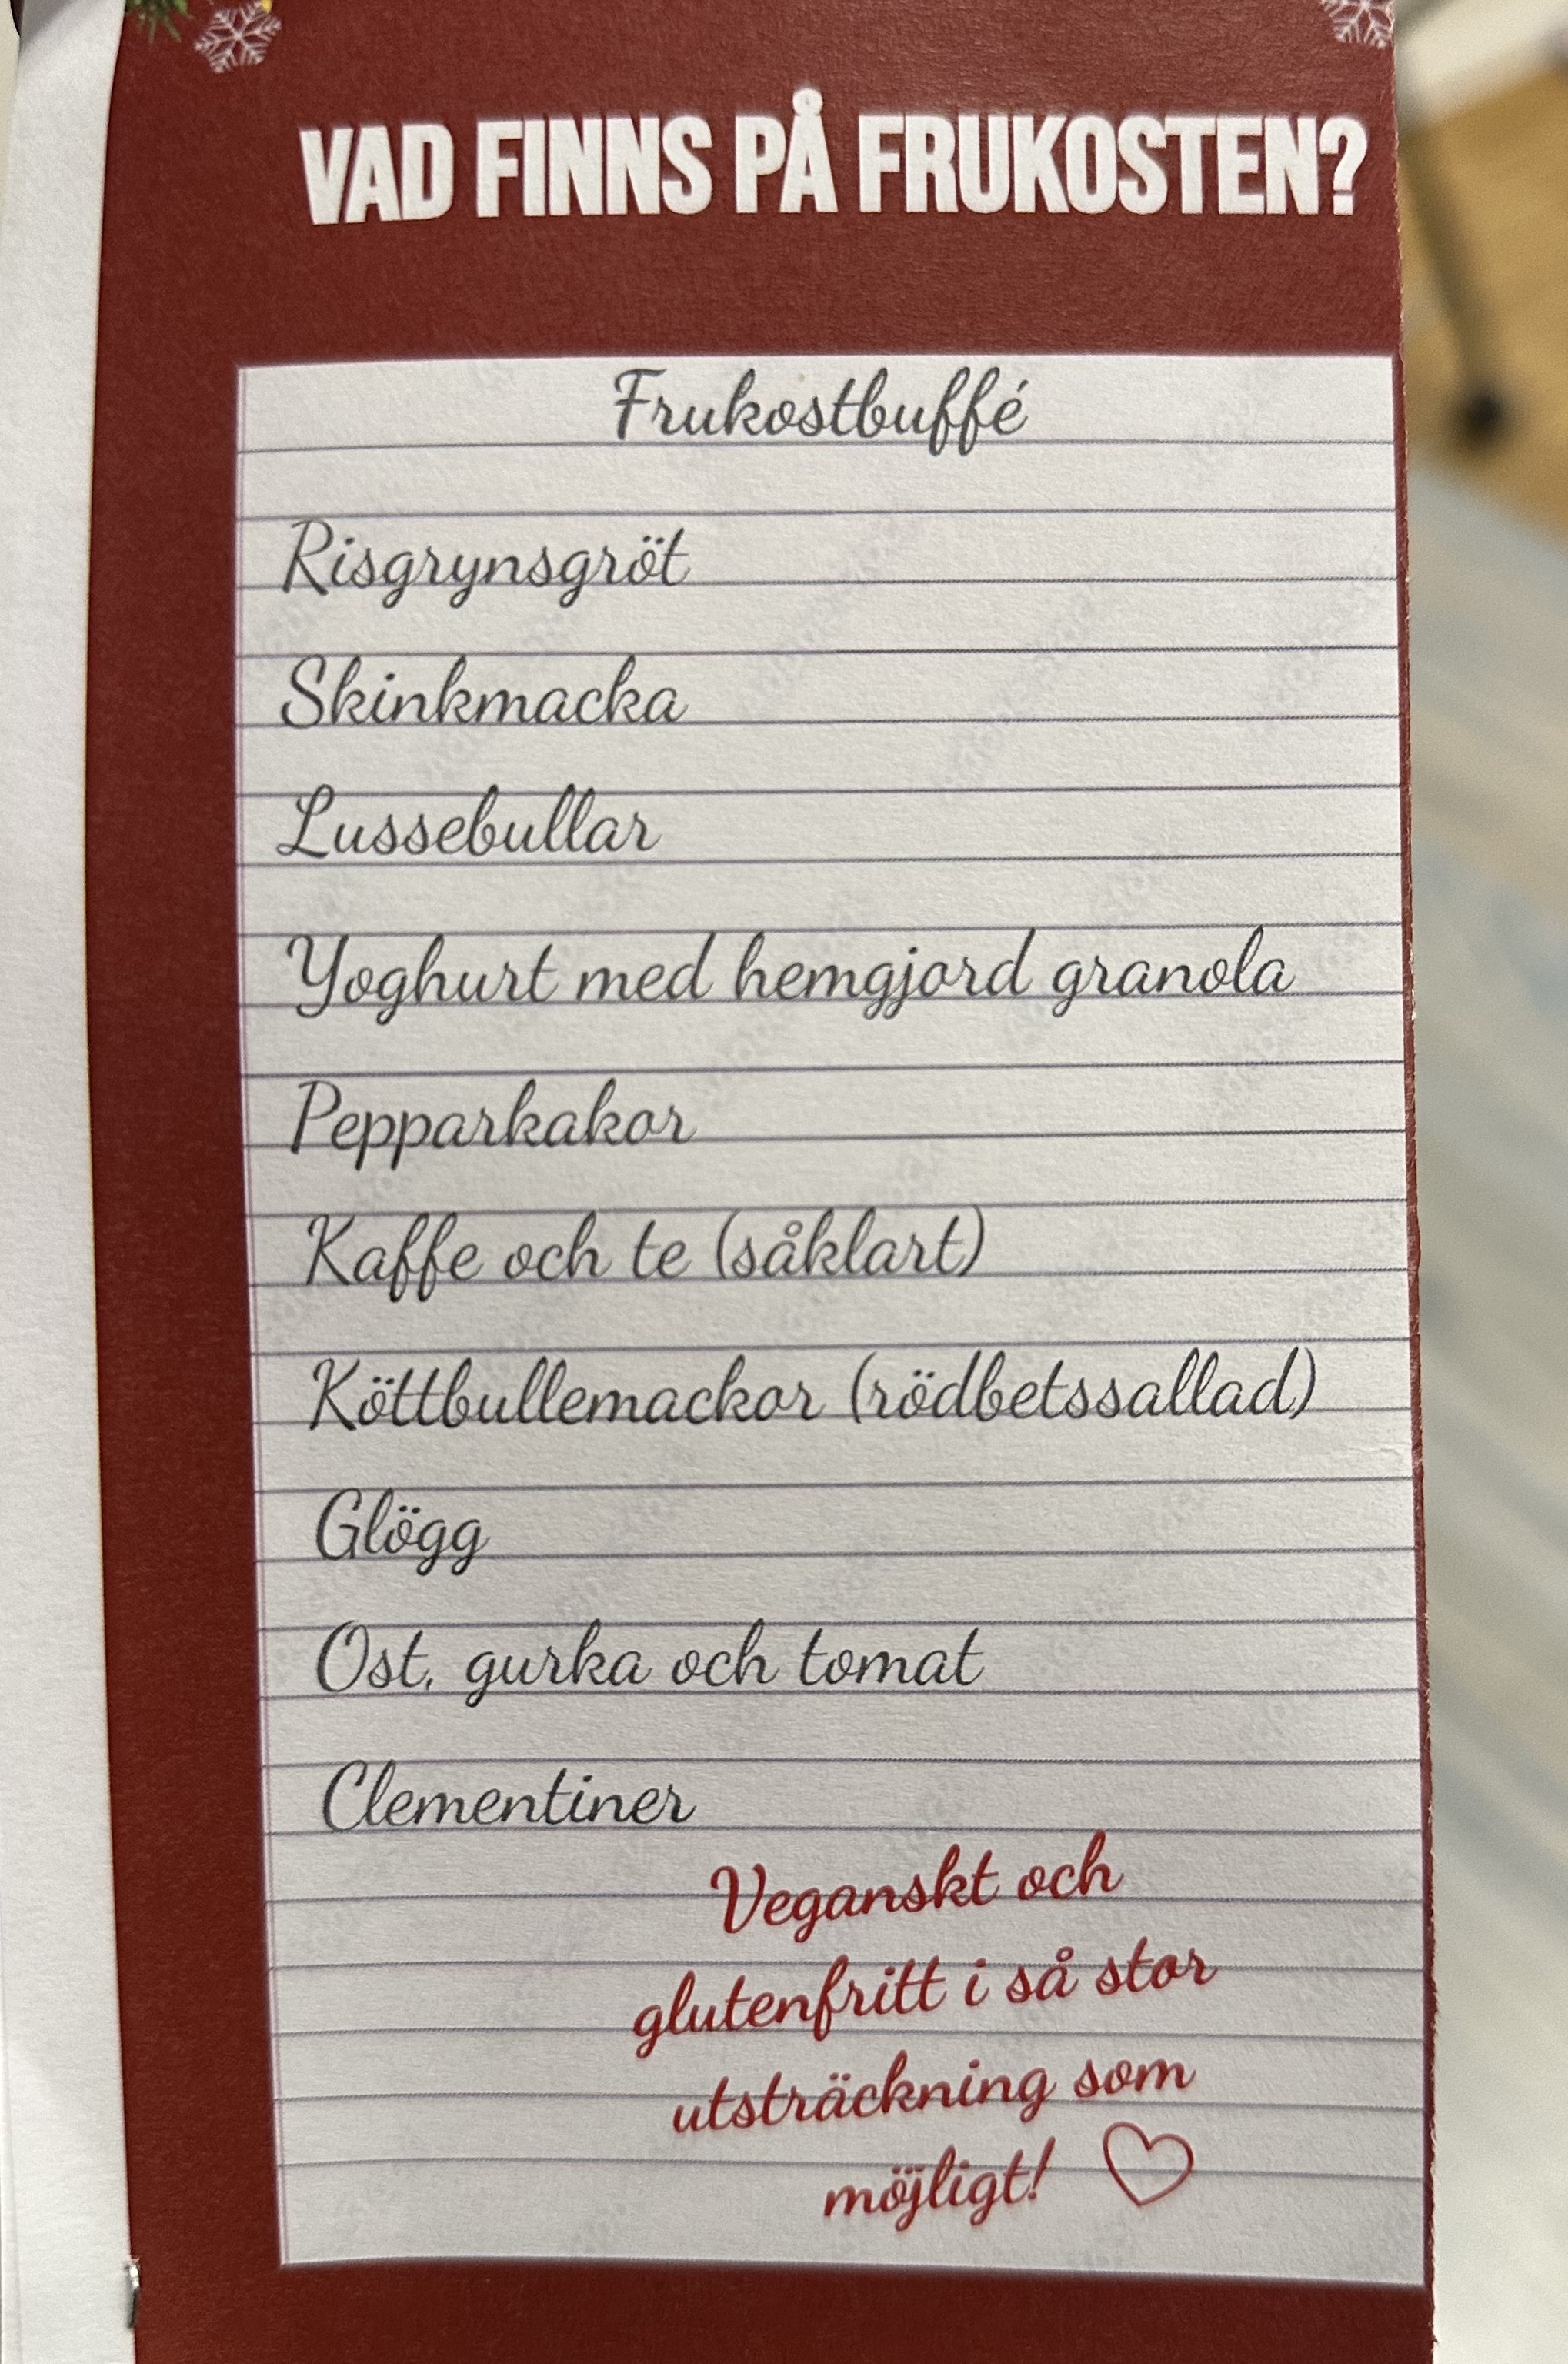 VAD FINNS PÅ FRUKOSTEN?
Frukostbuffé
Risgrynsgröt
Skinkmacka
Lussebullar
Yoghurt med hemgjord granola
Pepparkakor
Kaffe och te (såklart)
Köttbullemackor (rödbetssallad)
Glögg
Ost, gurka och tomat
Clementiner
Veganskt och
glutenfritt i så stor
utsträckning som
möjligt! ♡